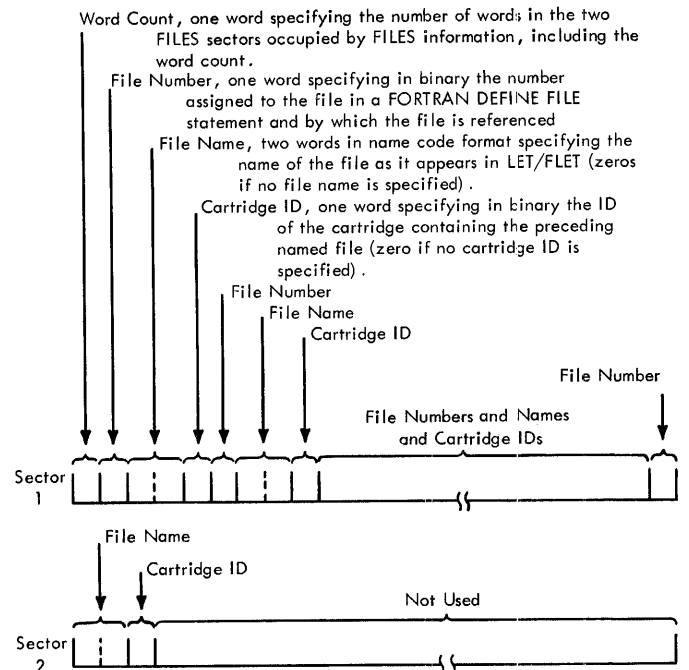 Word Count, one word specifying the number of words in the two
FILES sectors occupied by FILES information, including the
word count.
File Number, one word specifying in binary the number
assigned to the file in a FORTRAN DEFINE FILE
statement and by which the file is referenced
File Name, two words in name code format specifying the
name of the file as it appears in LET/FLET (zeros
if no file name is specified).
Cartridge ID, one word specifying in binary the ID
of the cartridge containing the preceding
named file (zero if no cartridge ID is
specified).
File Number
File Name
Cartridge ID
File Number
File Numbers and Names
and Cartridge IDs
Sector
1
File Name
Cartridge ID
Not Used
Sector
2